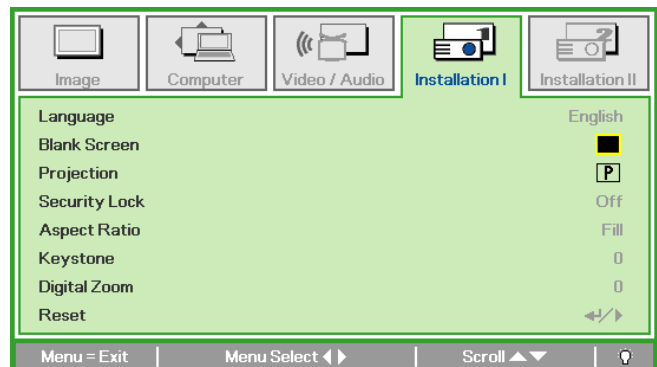 Image Computer Video / Audio Installation I Installation II
Language English
Blank Screen
Projection P
Security Lock Off
Aspect Ratio Fill
Keystone 0
Digital Zoom 0
Reset
Menu = Exit Menu Select Scroll